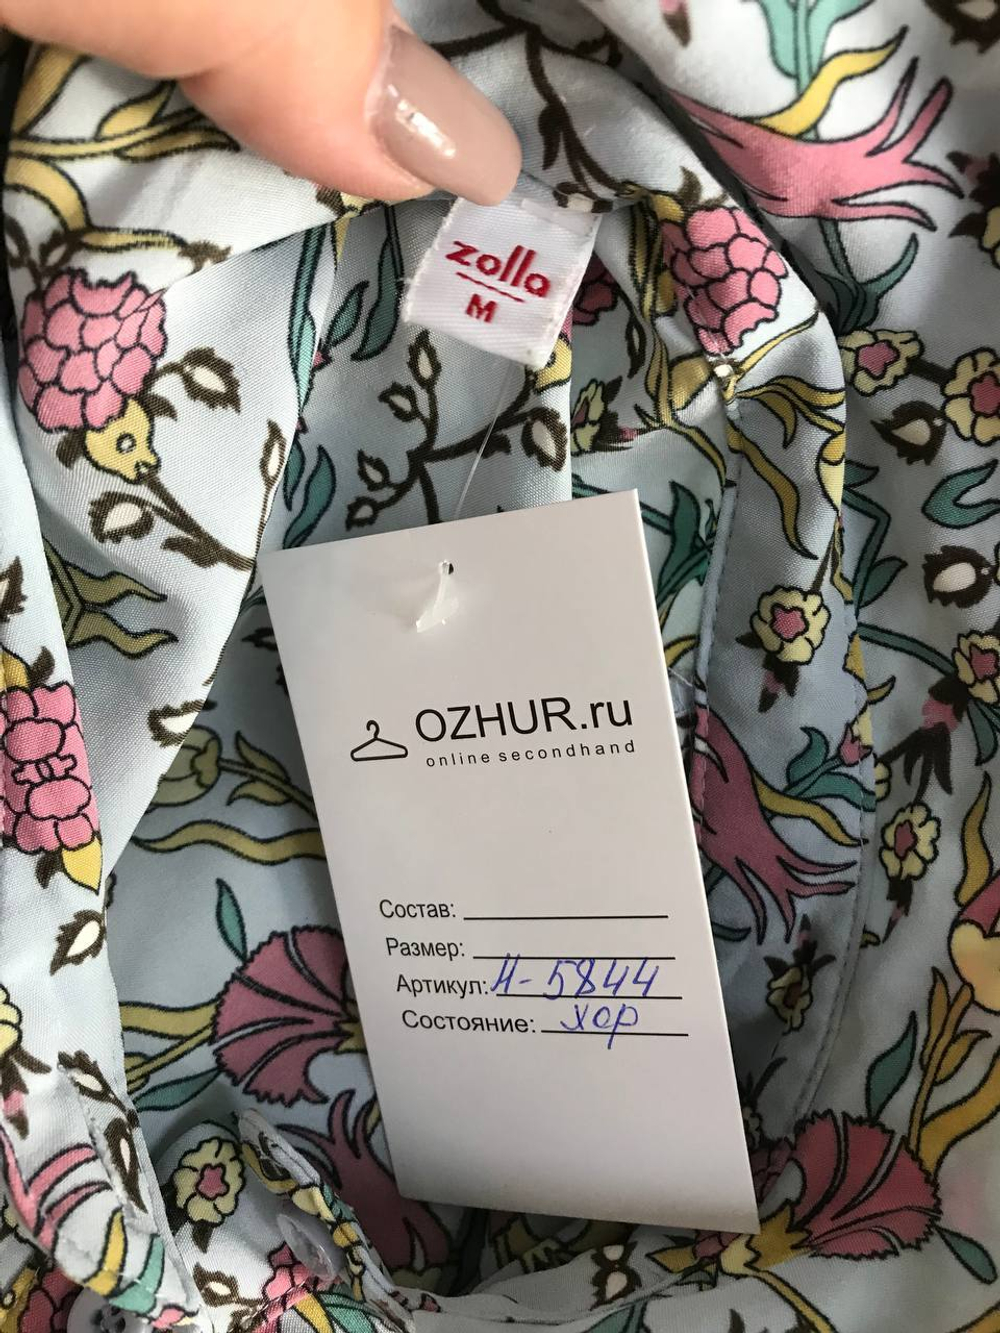 zolla
M
OZHUR.ru
online secondhand
Состав:
Размер:
Артикул: Н-5844
Состояние: хор